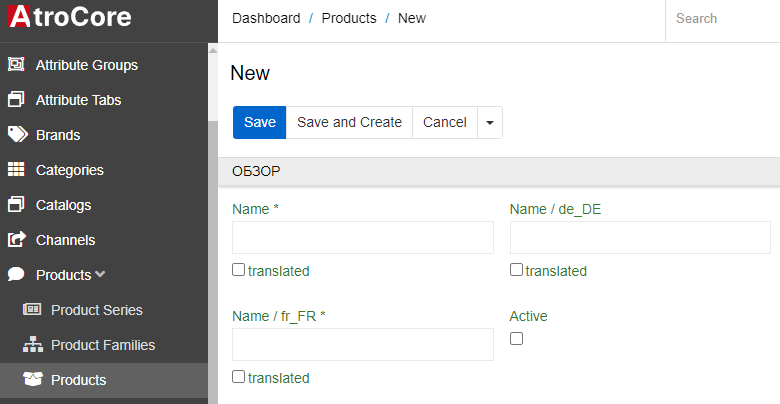 AtroCore
Dashboard / Products / New
Search
Attribute Groups
Attribute Tabs
Brands
Categories
Catalogs
Channels
Products
Product Series
Product Families
Products
New
Save
Save and Create
Cancel
ОБЗОР
Name *
Name / de_DE
translated
translated
Name / fr_FR *
Active
translated